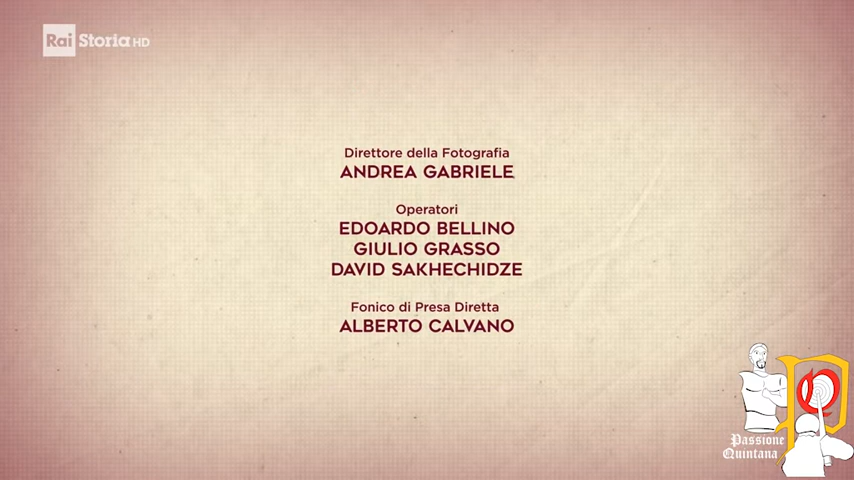 Rai Storia HD
Direttore della Fotografia
ANDREA GABRIELE
Operatori
EDOARDO BELLINO
GIULIO GRASSO
DAVID SAKHECHIDZE
Fonico di Presa Diretta
ALBERTO CALVANO
Passione
Quintana